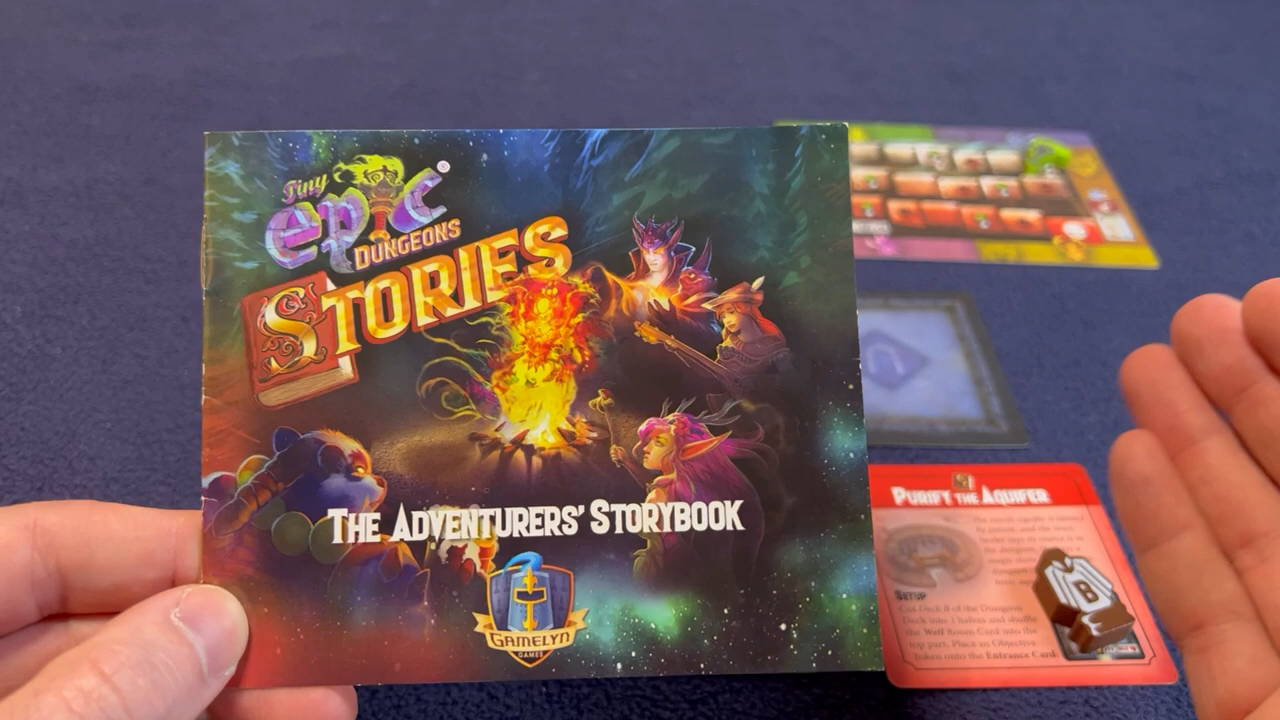 Tiny
epic®
DUNGEONS
STORIES
THE ADVENTURERS' STORYBOOK
GAMELYN
GAMES
PURIFY THE AQUIFER
SETUP
Cut Deck B of the Dungeon
Deck into 3 halves and shuffle
the Well Room Card into the
top part. Place an Objective
Token onto the Entrance Card.
B